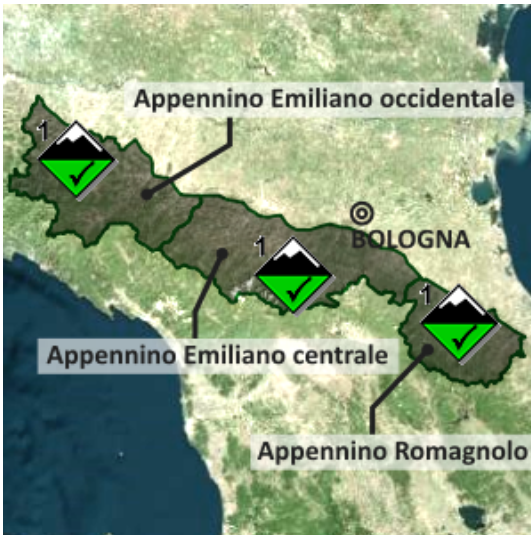 Appennino Emiliano occidentale
1
BOLOGNA
1
1
Appennino Emiliano centrale
Appennino Romagnolo